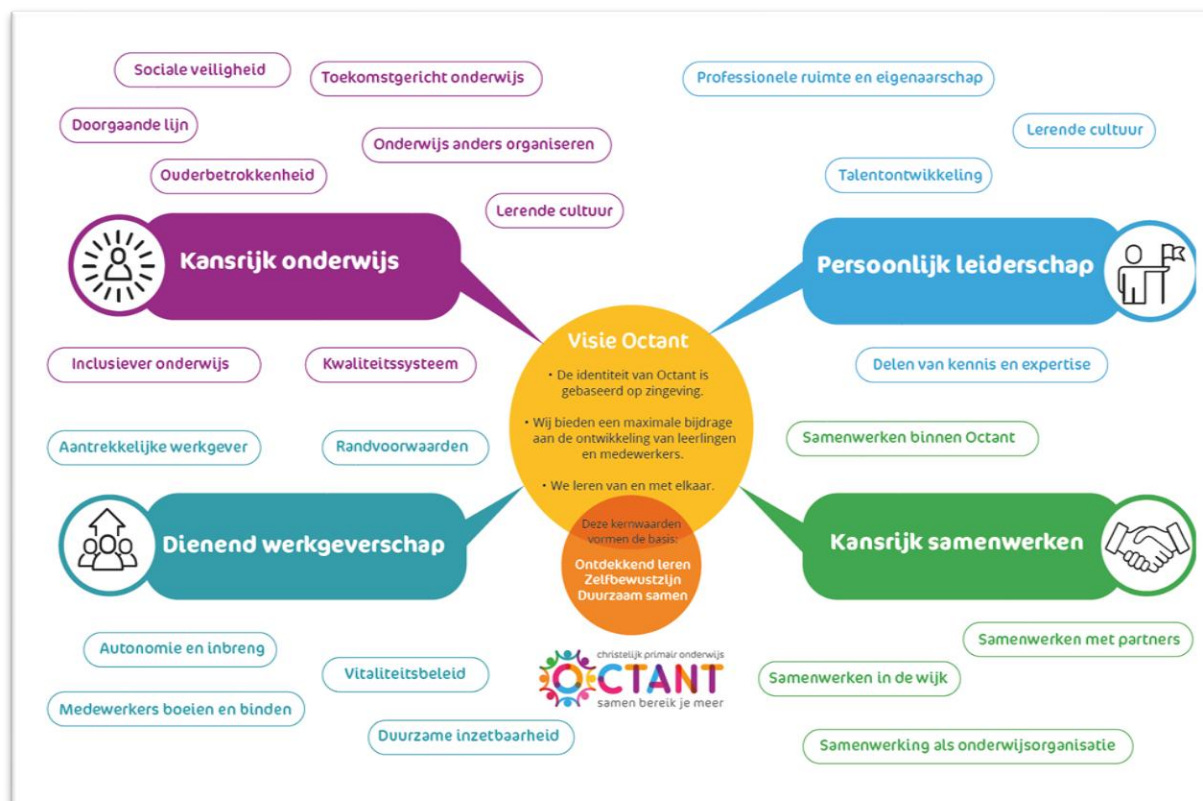 Sociale veiligheid
Toekomstgericht onderwijs
Doorgaande lijn
Onderwijs anders organiseren
Ouderbetrokkenheid
Lerende cultuur
Kansrijk onderwijs
Inclusiever onderwijs
Kwaliteitssysteem
Professionele ruimte en eigenaarschap
Lerende cultuur
Talentontwikkeling
Persoonlijk leiderschap
Delen van kennis en expertise
Visie Octant
• De identiteit van Octant is
gebaseerd op zingeving.
• Wij bieden een maximale bijdrage
aan de ontwikkeling van leerlingen
en medewerkers.
• We leren van en met elkaar.
Deze kernwaarden
vormen de basis:
Ontdekkend leren
Zelfbewustzijn
Duurzaam samen
Aantrekkelijke werkgever
Randvoorwaarden
Dienend werkgeverschap
Autonomie en inbreng
Vitaliteitsbeleid
Medewerkers boeien en binden
Duurzame inzetbaarheid
Samenwerken binnen Octant
Kansrijk samenwerken
Samenwerken met partners
Samenwerken in de wijk
Samenwerking als onderwijsorganisatie
christelijk primair onderwijs
OCTANT
samen bereik je meer